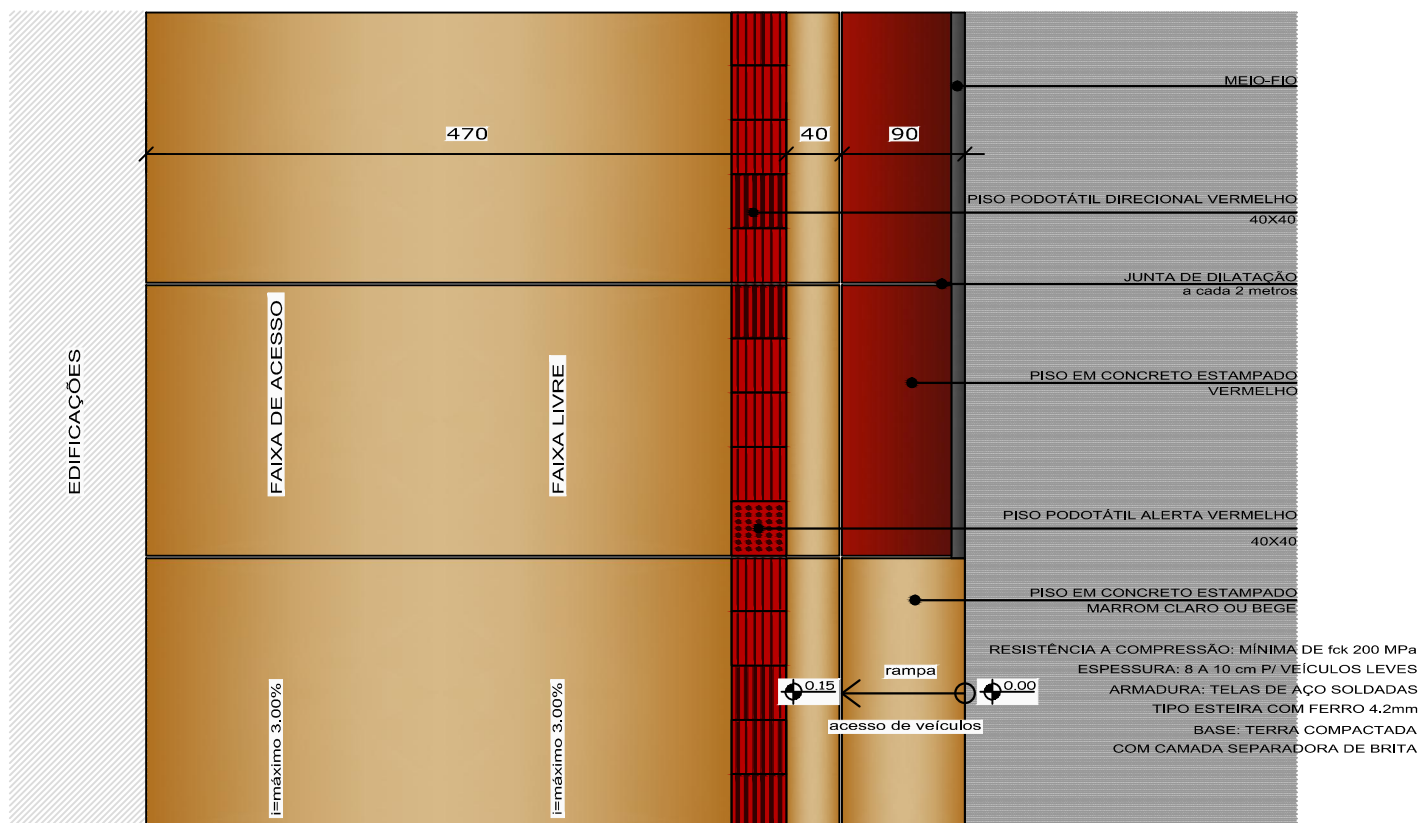 MEIO-FIO
470
40
90
PISO PODOTÁTIL DIRECIONAL VERMELHO
40X40
JUNTA DE DILATAÇÃO
a cada 2 metros
EDIFICAÇÕES
FAIXA DE ACESSO
FAIXA LIVRE
PISO EM CONCRETO ESTAMPADO
VERMELHO
PISO PODOTÁTIL ALERTA VERMELHO
40X40
PISO EM CONCRETO ESTAMPADO
MARROM CLARO OU BEGE
RESISTÊNCIA A COMPRESSÃO: MÍNIMA DE fck 200 MPa
ESPESSURA: 8 A 10 cm P/ VEÍCULOS LEVES
ARMADURA: TELAS DE AÇO SOLDADAS
TIPO ESTEIRA COM FERRO 4.2mm
BASE: TERRA COMPACTADA
COM CAMADA SEPARADORA DE BRITA
rampa
0.15
0.00
acesso de veículos
i=máximo 3.00%
i=máximo 3.00%